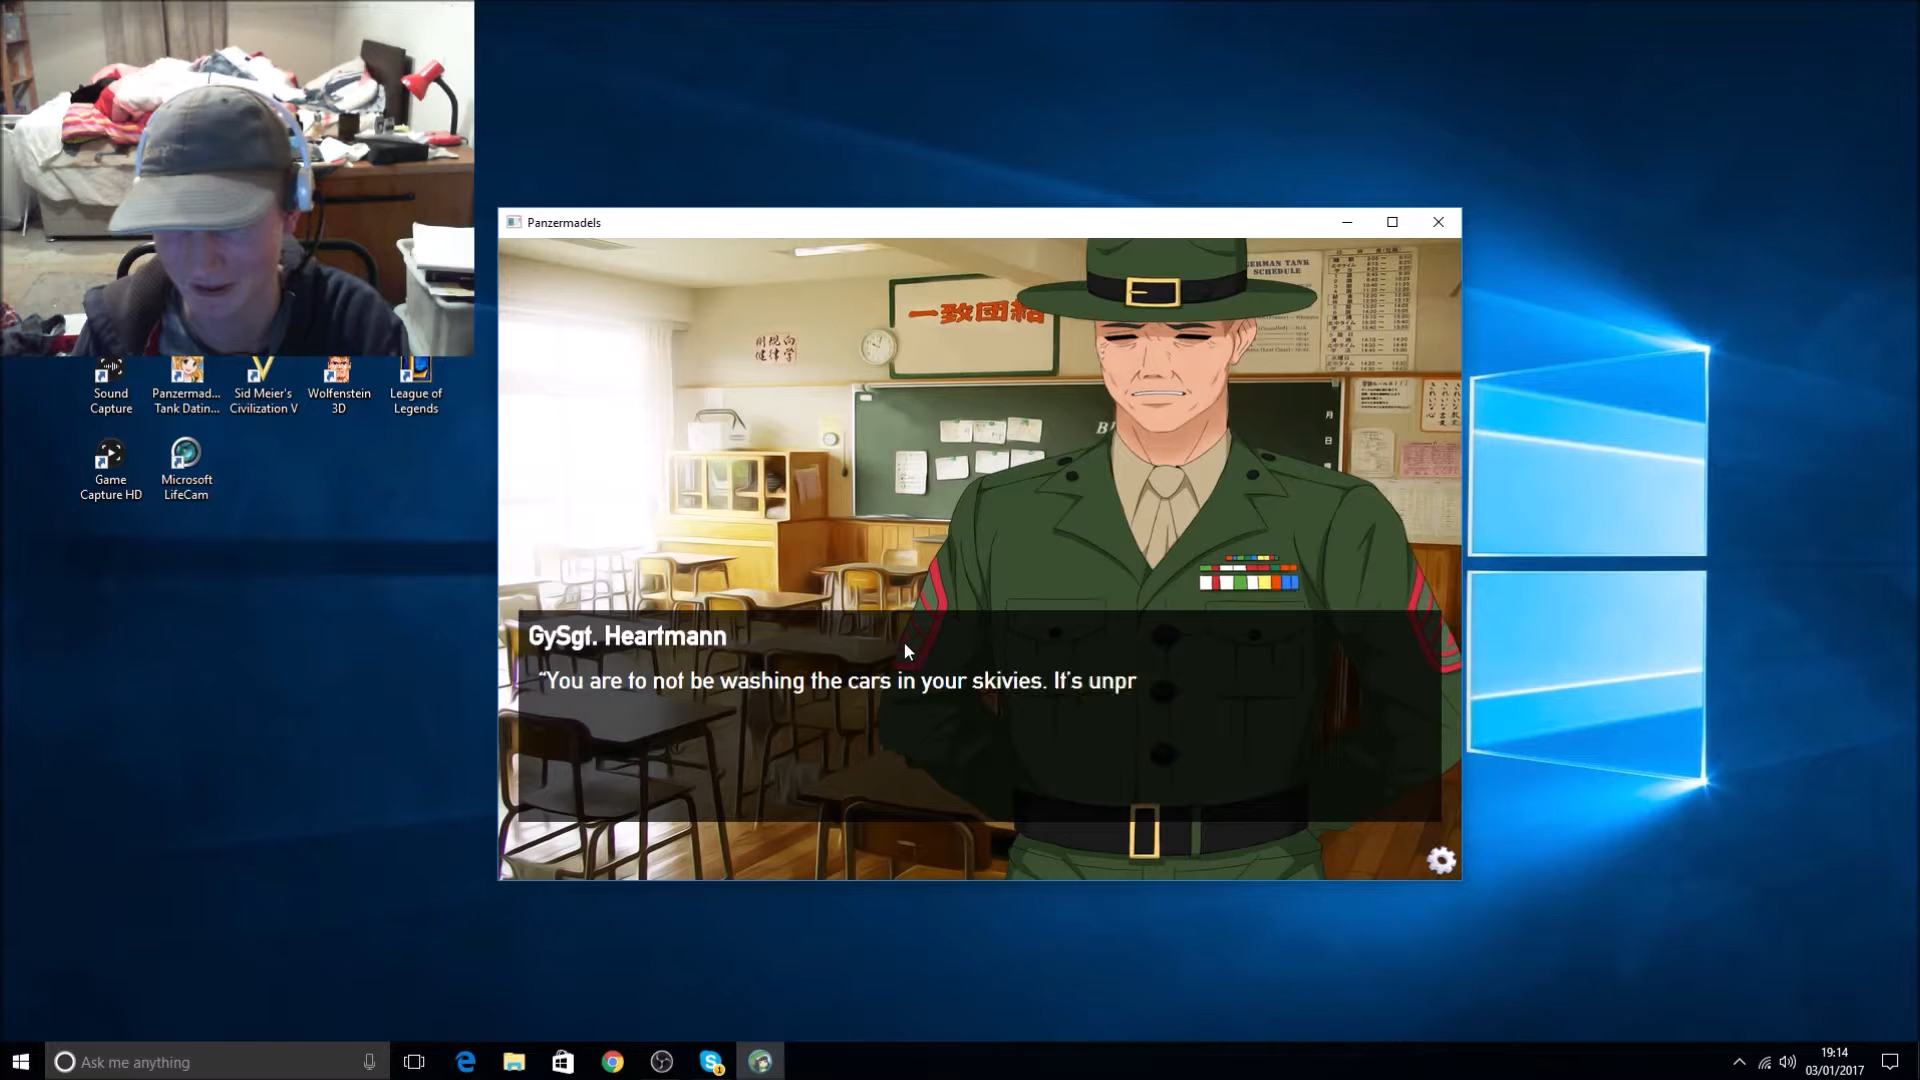 Panzermadels
GERMAN TANK
SCHEDULE
一致団結
GySgt. Heartmann
“You are to not be washing the cars in your skivies. It's unpr
Sound
Capture
Panzermad...
Tank Datin...
Sid Meier's
Civilization V
Wolfenstein
3D
League of
Legends
Game
Capture HD
Microsoft
LifeCam
Ask me anything
19:14
03/01/2017